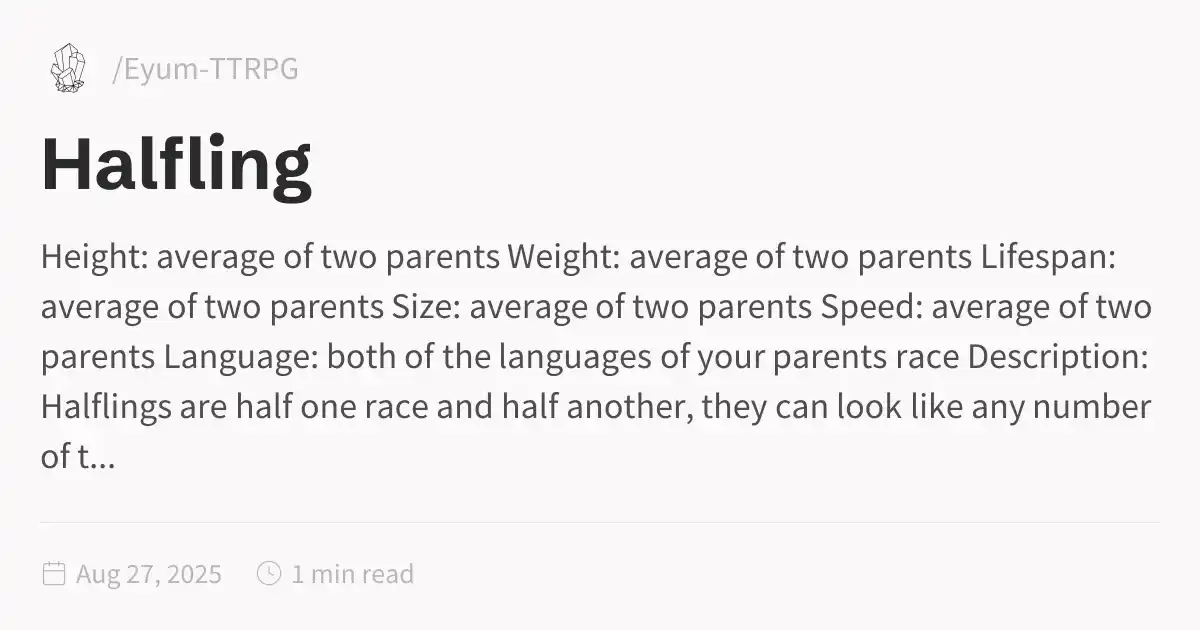 /Eyum-TTRPG
Halfling
Height: average of two parents Weight: average of two parents Lifespan:
average of two parents Size: average of two parents Speed: average of two
parents Language: both of the languages of your parents race Description:
Halflings are half one race and half another, they can look like any number
of t...
Aug 27, 2025 1 min read